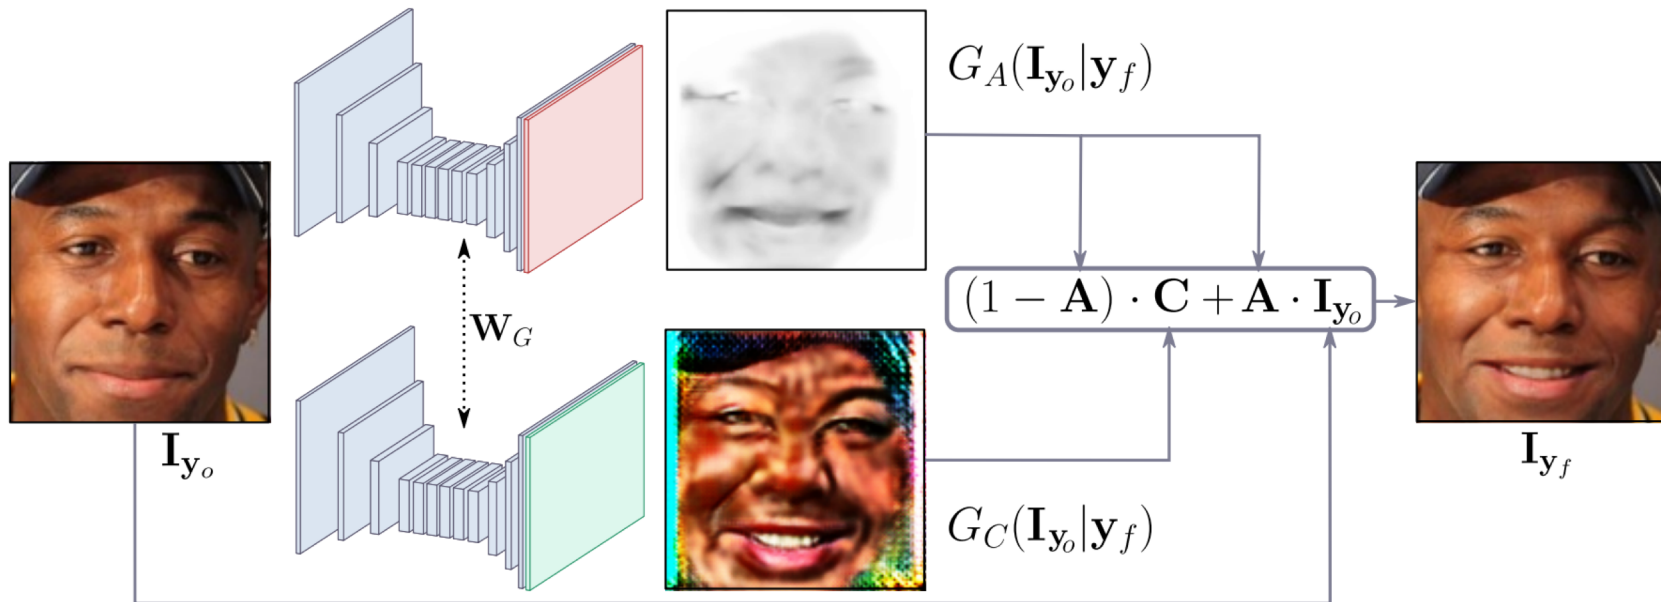 G_A(I_{y_o}|y_f)
(1 − A) · C + A · I_{y_o}
W_G
I_{y_o}
I_{y_f}
G_C(I_{y_o}|y_f)